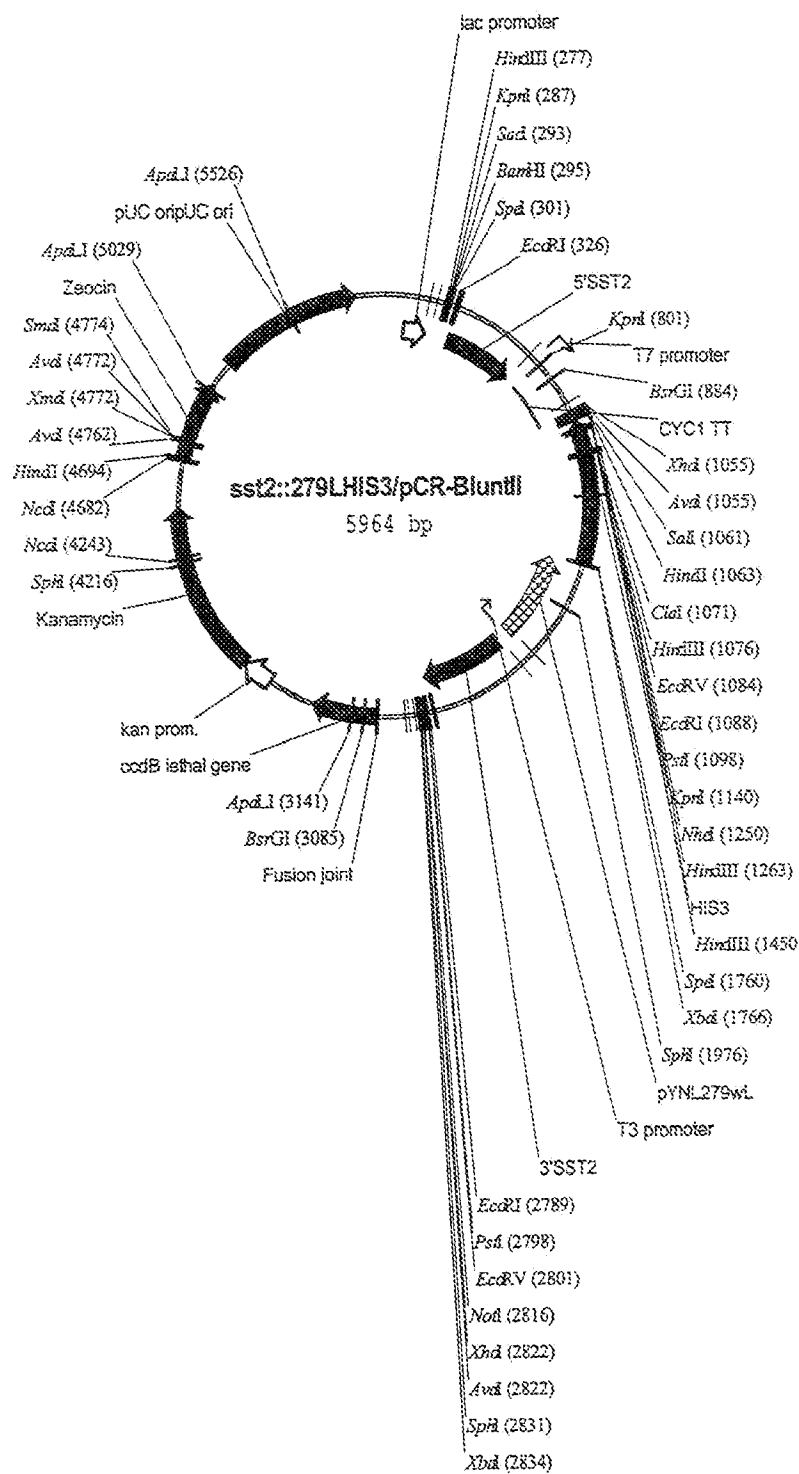 lac promoter
HindIII (277)
KpnI (287)
SacI (293)
BamHI (295)
SpeI (301)
EcoRI (326)
5'SST2
KpnI (801)
T7 promoter
BsrGI (884)
CYC1 TT
XhoI (1055)
AvaI (1055)
SalI (1061)
HindI (1063)
ClaI (1071)
HindIII (1076)
EcoRV (1084)
EcoRI (1088)
PstI (1098)
KpnI (1140)
NheI (1250)
HindIII (1263)
HIS3
HindIII (1450
SpeI (1760)
XbaI (1766)
SphI (1976)
pYNL279wL
T3 promoter
3'SST2
EcoRI (2789)
PstI (2798)
EcoRV (2801)
NotI (2816)
XhoI (2822)
AvaI (2822)
SphI (2831)
XbaI (2834)
Fusion joint
BsrGI (3085)
ApaLI (3141)
ccdB lethal gene
kan prom.
Kanamycin
SphI (4216)
NcoI (4243)
NcoI (4682)
HindI (4694)
AvaI (4762)
XmaI (4772)
AvaI (4772)
SmaI (4774)
Zeocin
ApaLI (5029)
pUC oripUC ori
ApaLI (5526)
sst2::279LHIS3/pCR-BluntII
5964 bp